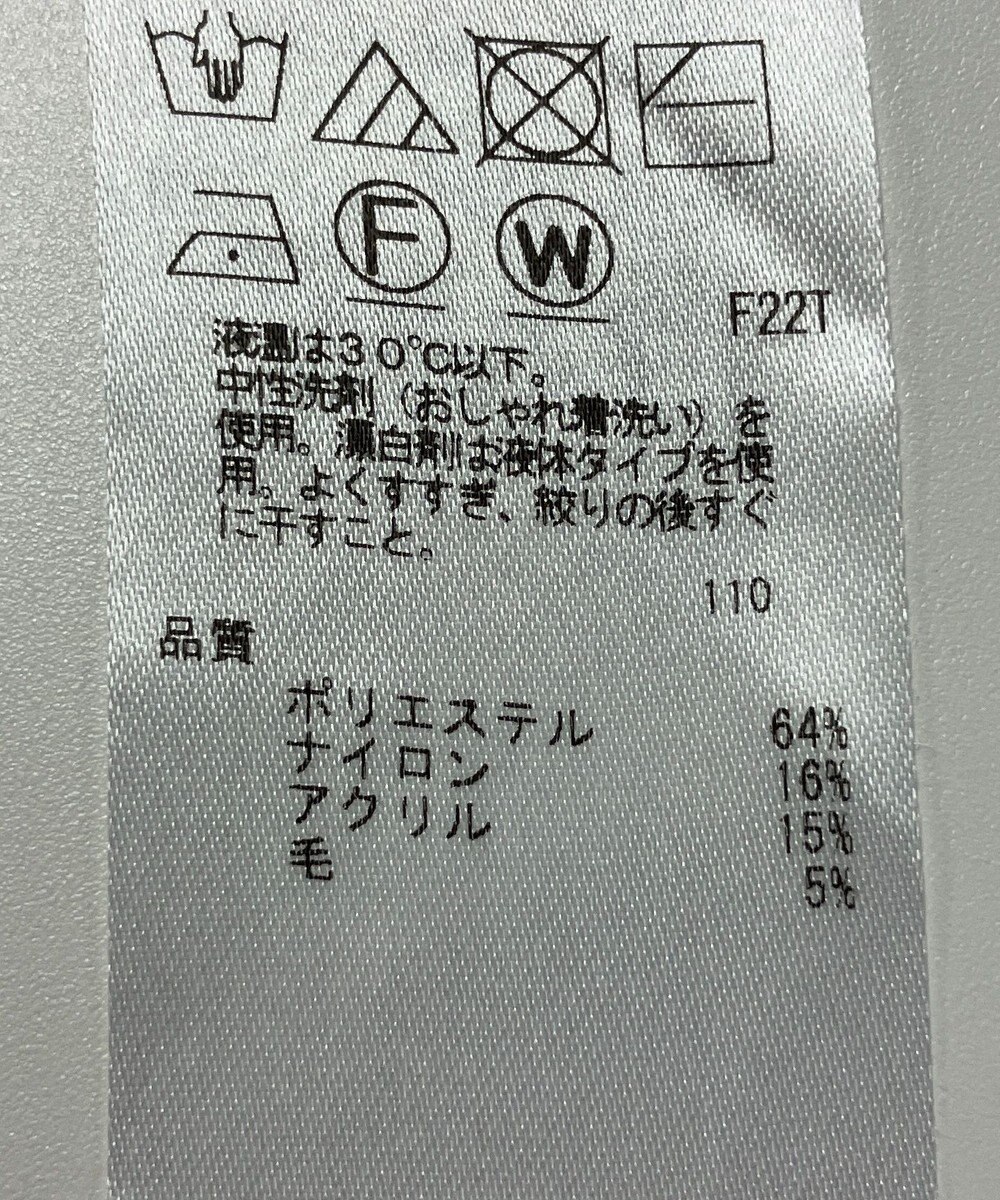 F
W
F22T
液温は30℃以下。
中性洗剤（おしゃれ着洗い）を
使用。漂白剤は液体タイプを使
用。よくすすぎ、絞りの後すぐ
に干すこと。
110
品質
ポリエステル 64%
ナイロン 16%
アクリル 15%
毛 5%